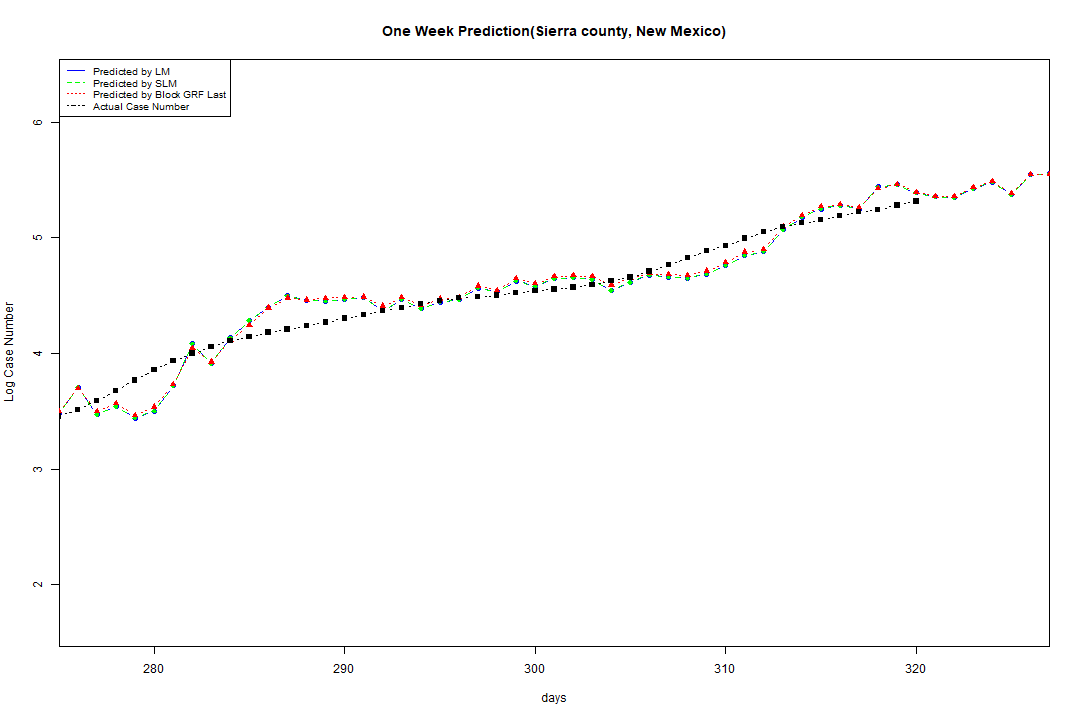 One Week Prediction(Sierra county, New Mexico)
Predicted by LM
Predicted by SLM
Predicted by Block GRF Last
Actual Case Number
6
5
4
3
2
Log Case Number
280 290 300 310 320
days